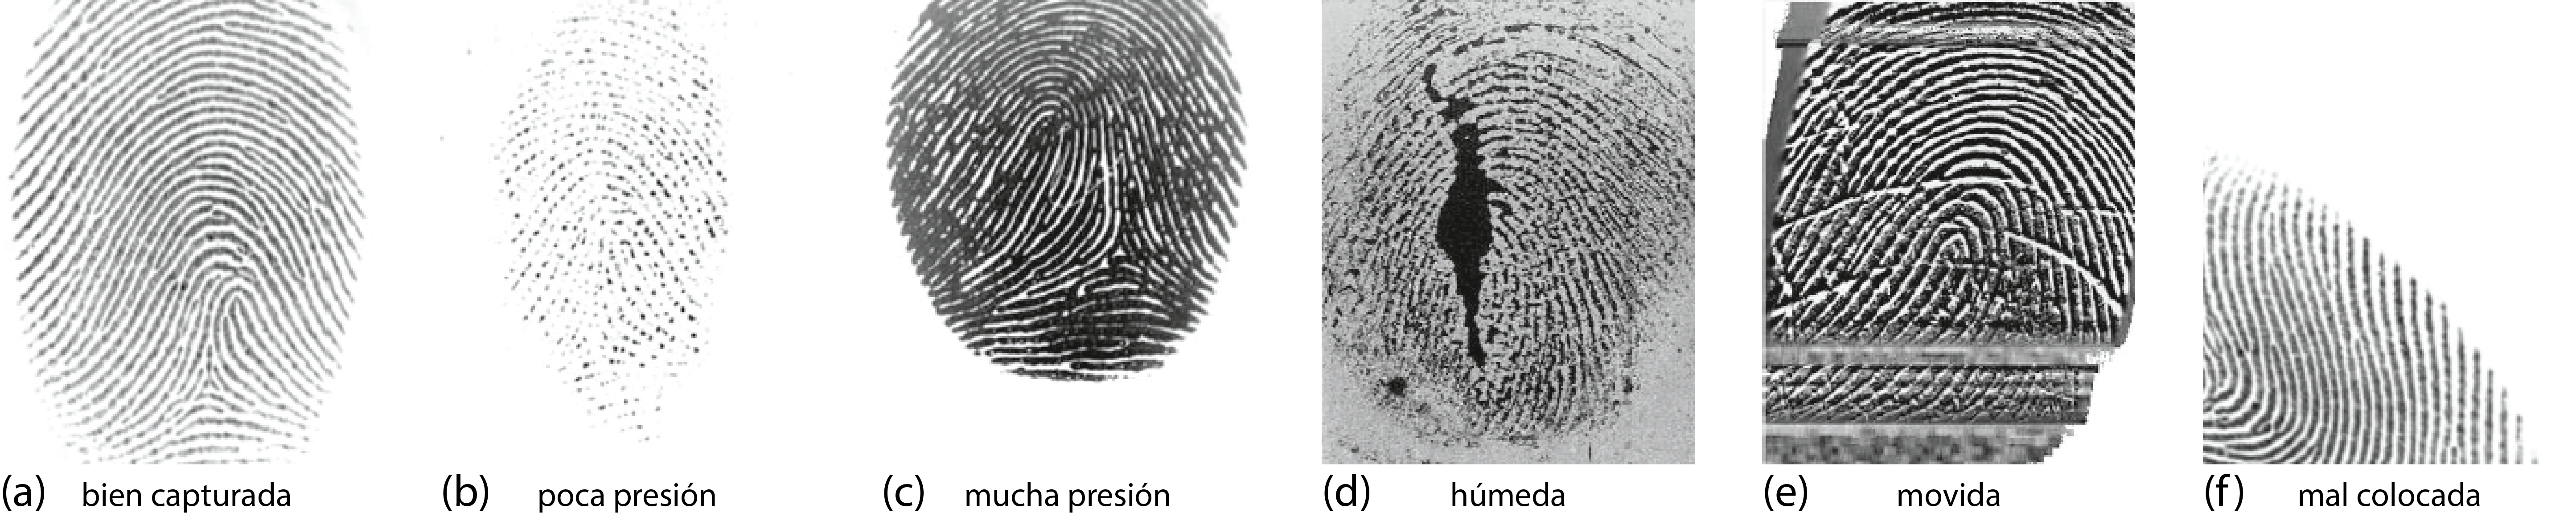 (a) bien capturada
(b) poca presión
(c) mucha presión
(d) húmeda
(e) movida
(f) mal colocada